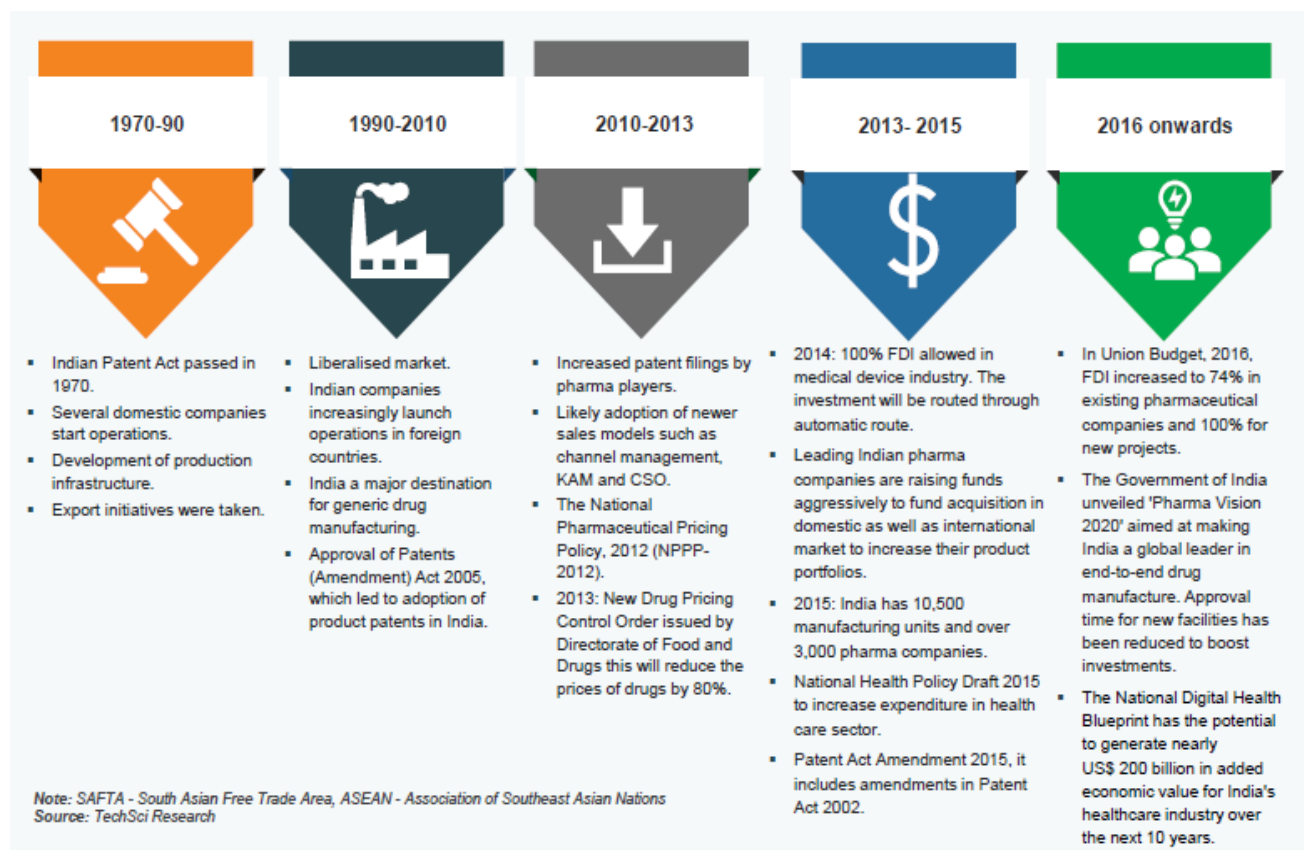 1970-90
▪ Indian Patent Act passed in
1970.
▪ Several domestic companies
start operations.
▪ Development of production
infrastructure.
▪ Export initiatives were taken.
1990-2010
▪ Liberalised market.
▪ Indian companies
increasingly launch
operations in foreign
countries.
▪ India a major destination
for generic drug
manufacturing.
▪ Approval of Patents
(Amendment) Act 2005,
which led to adoption of
product patents in India.
2010-2013
▪ Increased patent filings by
pharma players.
▪ Likely adoption of newer
sales models such as
channel management,
KAM and CSO.
▪ The National
Pharmaceutical Pricing
Policy, 2012 (NPPP-
2012).
▪ 2013: New Drug Pricing
Control Order issued by
Directorate of Food and
Drugs this will reduce the
prices of drugs by 80%.
2013- 2015
$
▪ 2014: 100% FDI allowed in
medical device industry. The
investment will be routed through
automatic route.
▪ Leading Indian pharma
companies are raising funds
aggressively to fund acquisition in
domestic as well as international
market to increase their product
portfolios.
▪ 2015: India has 10,500
manufacturing units and over
3,000 pharma companies.
▪ National Health Policy Draft 2015
to increase expenditure in health
care sector.
▪ Patent Act Amendment 2015, it
includes amendments in Patent
Act 2002.
2016 onwards
▪ In Union Budget, 2016,
FDI increased to 74% in
existing pharmaceutical
companies and 100% for
new projects.
▪ The Government of India
unveiled 'Pharma Vision
2020' aimed at making
India a global leader in
end-to-end drug
manufacture. Approval
time for new facilities has
been reduced to boost
investments.
▪ The National Digital Health
Blueprint has the potential
to generate nearly
US$ 200 billion in added
economic value for India's
healthcare industry over
the next 10 years.
Note: SAFTA - South Asian Free Trade Area, ASEAN - Association of Southeast Asian Nations
Source: TechSci Research